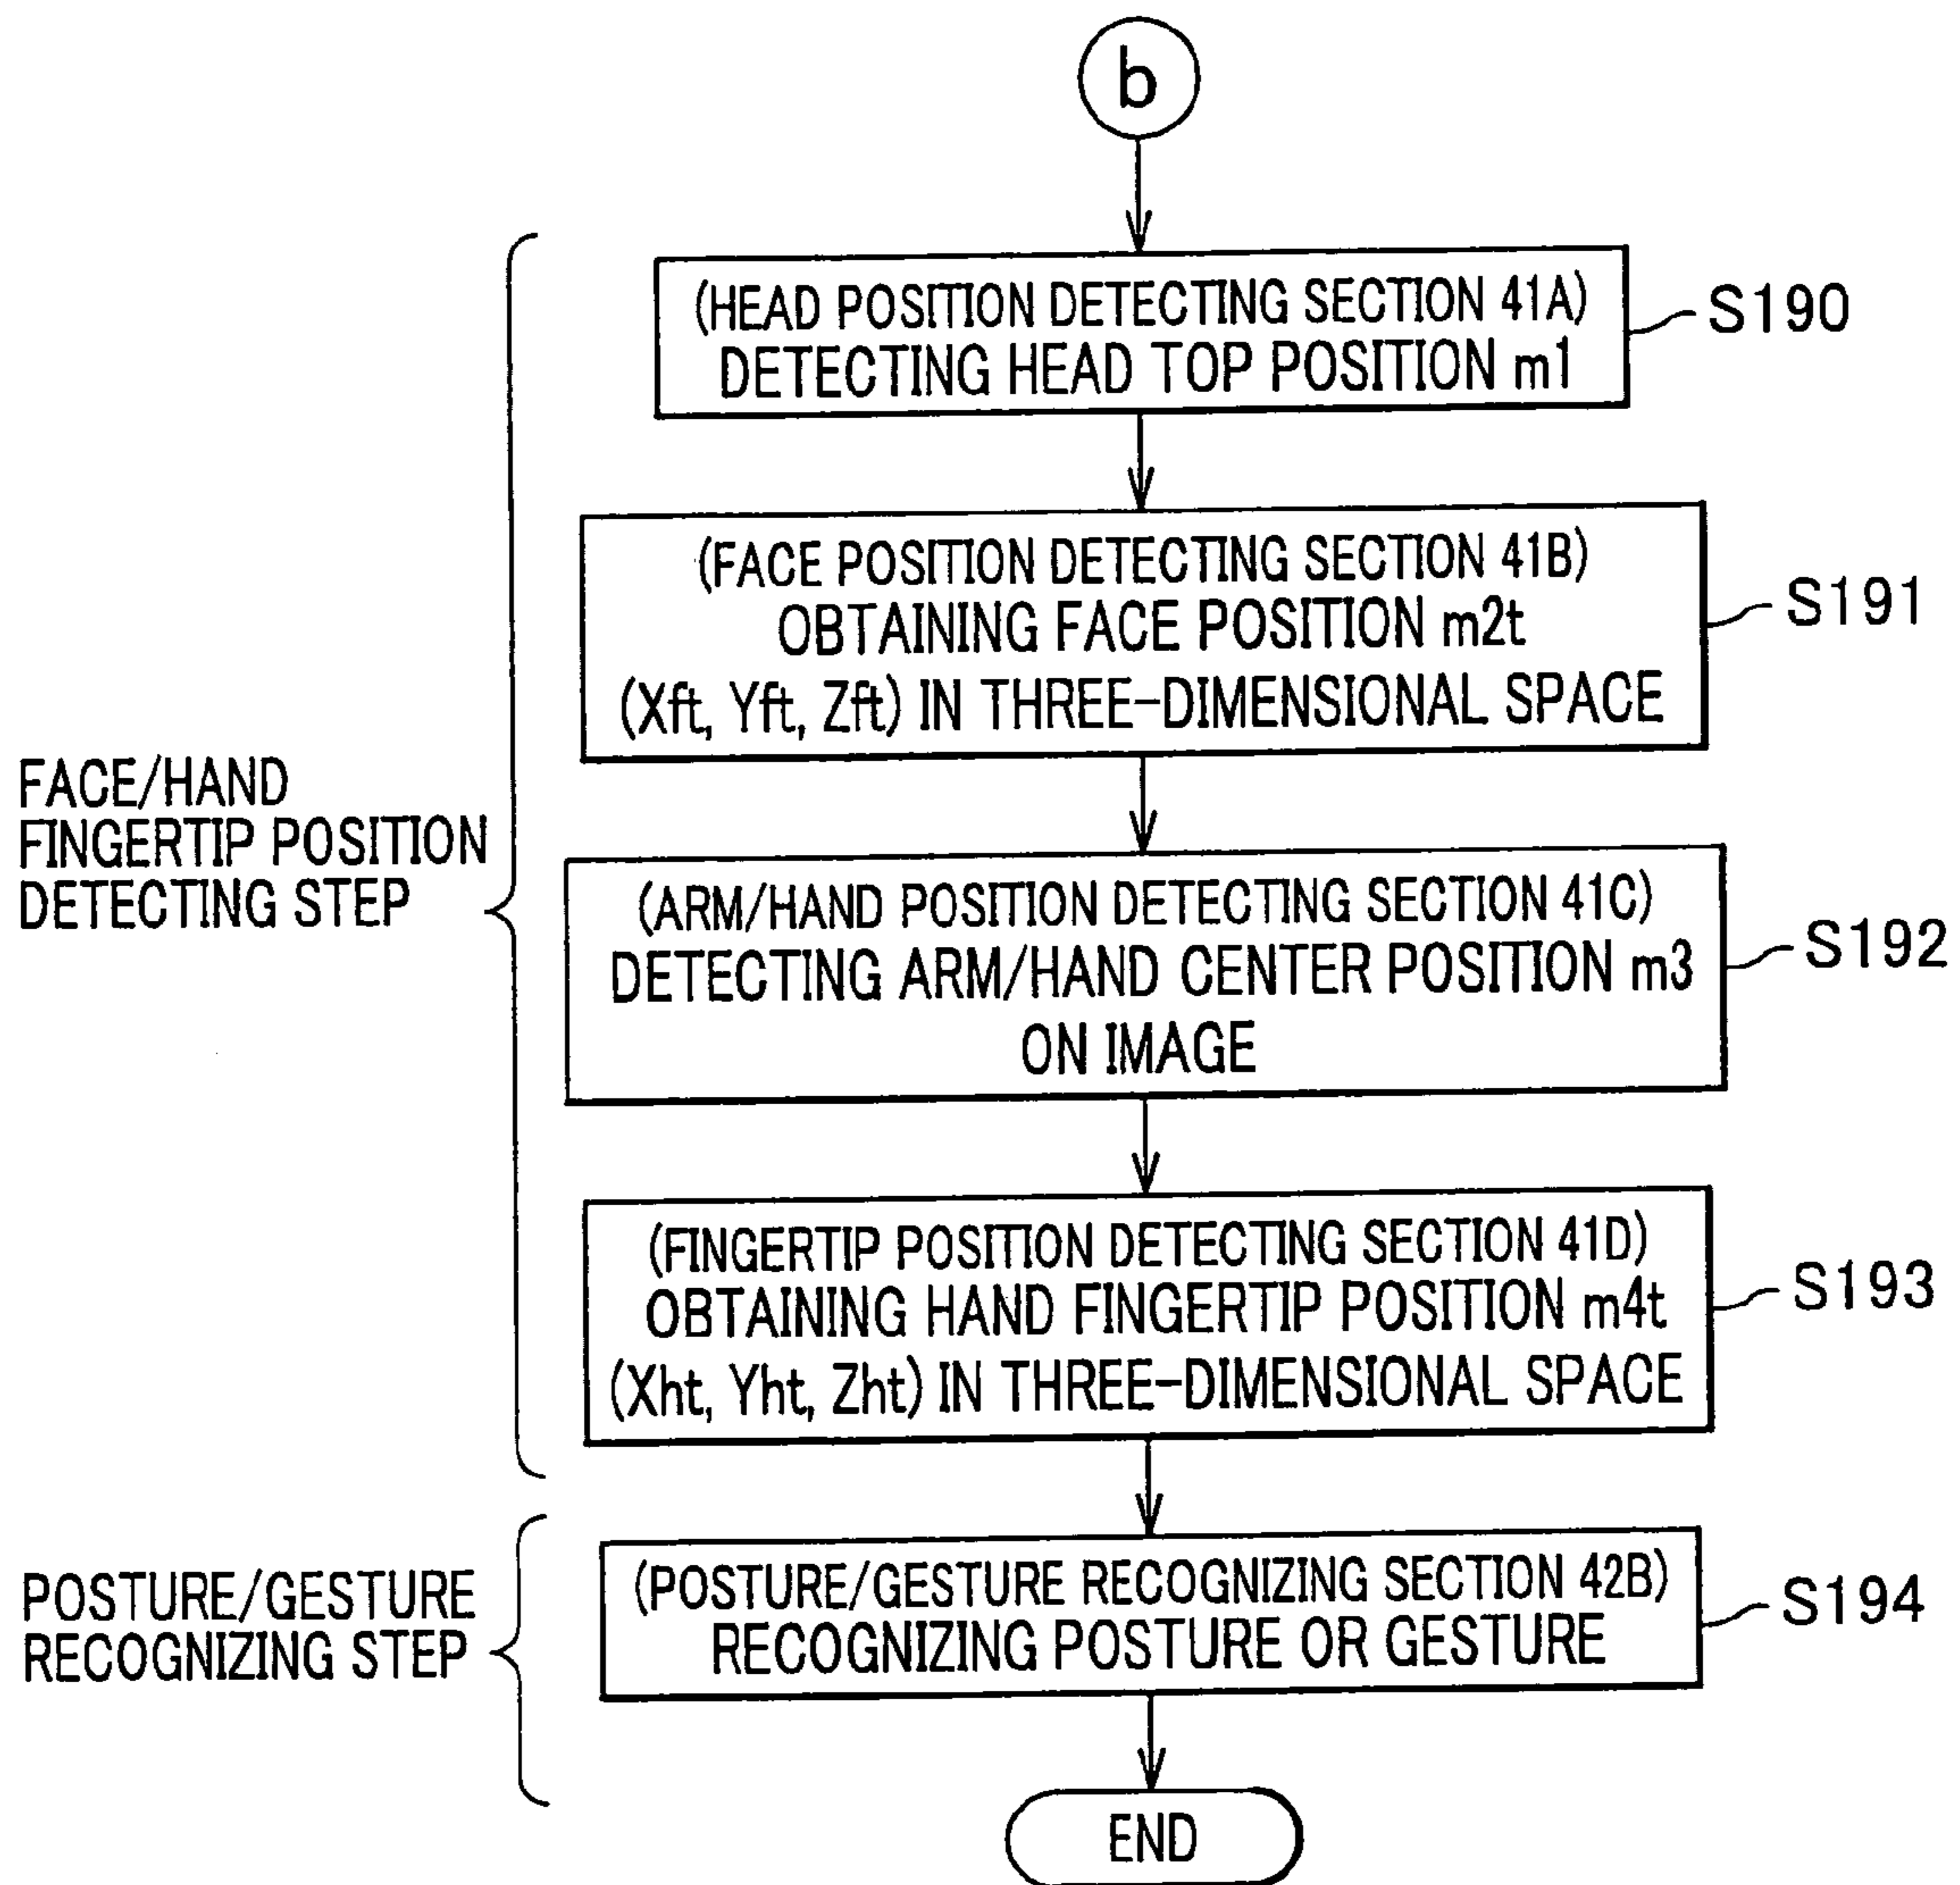 b
(HEAD POSITION DETECTING SECTION 41A)
DETECTING HEAD TOP POSITION m1
S190
(FACE POSITION DETECTING SECTION 41B)
OBTAINING FACE POSITION m2t
(Xft, Yft, Zft) IN THREE-DIMENSIONAL SPACE
S191
FACE/HAND
FINGERTIP POSITION
DETECTING STEP
(ARM/HAND POSITION DETECTING SECTION 41C)
DETECTING ARM/HAND CENTER POSITION m3
ON IMAGE
S192
(FINGERTIP POSITION DETECTING SECTION 41D)
OBTAINING HAND FINGERTIP POSITION m4t
(Xht, Yht, Zht) IN THREE-DIMENSIONAL SPACE
S193
POSTURE/GESTURE
RECOGNIZING STEP
(POSTURE/GESTURE RECOGNIZING SECTION 42B)
RECOGNIZING POSTURE OR GESTURE
S194
END